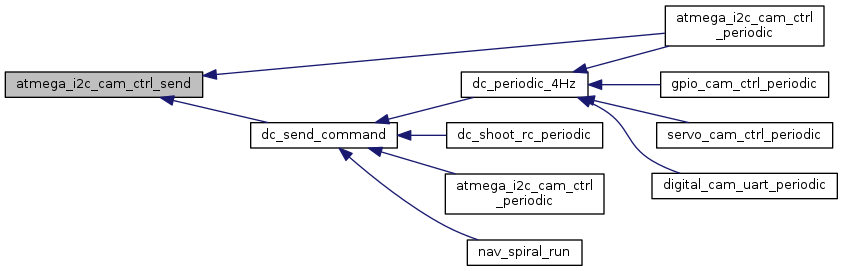 atmega_i2c_cam_ctrl
_periodic
atmega_i2c_cam_ctrl_send
dc_periodic_4Hz
gpio_cam_ctrl_periodic
dc_send_command
dc_shoot_rc_periodic
servo_cam_ctrl_periodic
atmega_i2c_cam_ctrl
_periodic
digital_cam_uart_periodic
nav_spiral_run